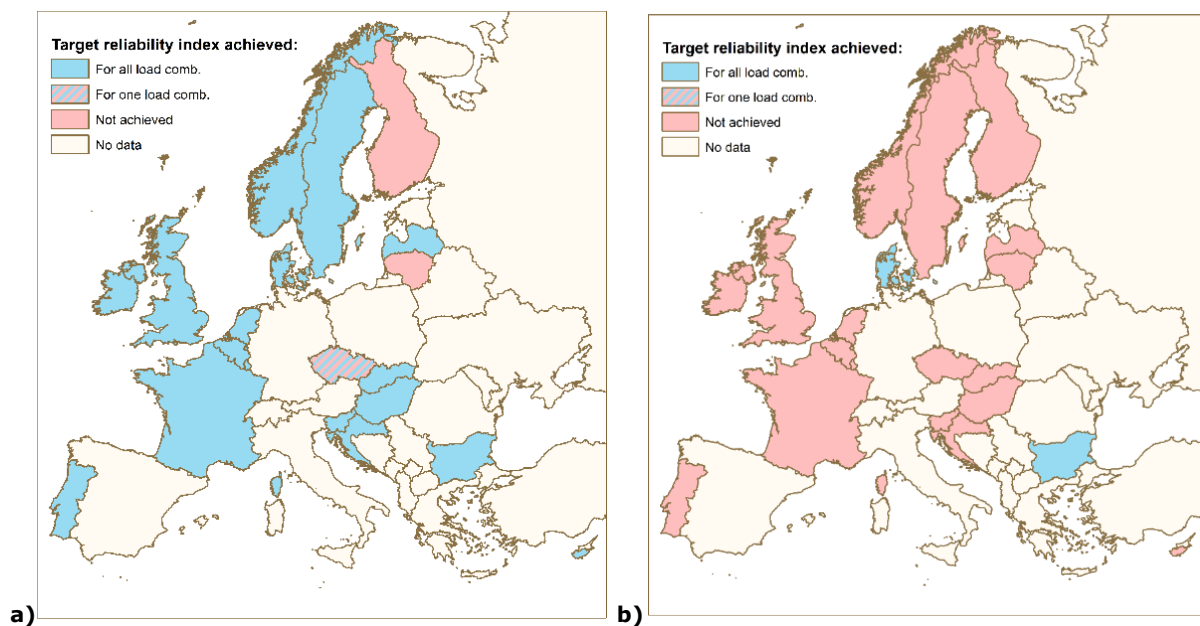 Target reliability index achieved:
For all load comb.
For one load comb.
Not achieved
No data
a)
Target reliability index achieved:
For all load comb.
For one load comb.
Not achieved
No data
b)